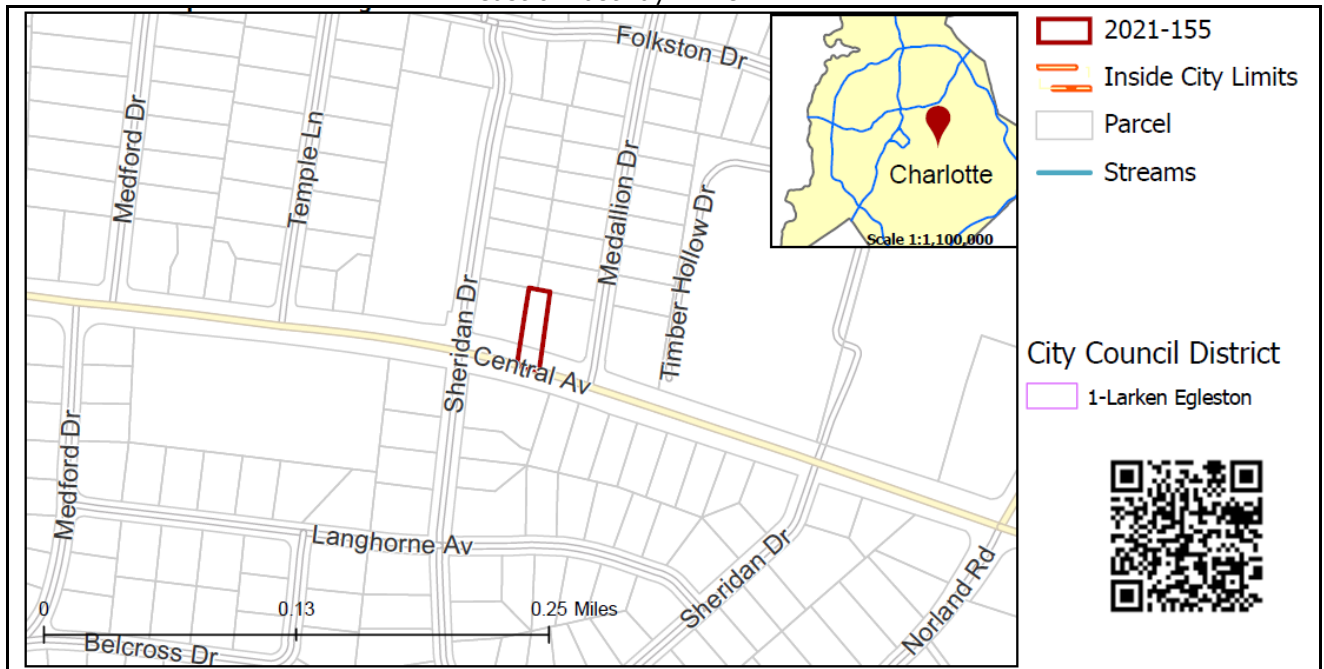 Folkston Dr
Medford Dr
Temple Ln
Medallion Dr
Timber Hollow Dr
Sheridan Dr
Central Av
Medford Dr
Langhorne Av
Sheridan Dr
Norland Rd
Belcross Dr
0 0.13 0.25 Miles
Charlotte
Scale 1:1,100,000
2021-155
Inside City Limits
Parcel
Streams
City Council District
1-Larken Egleston